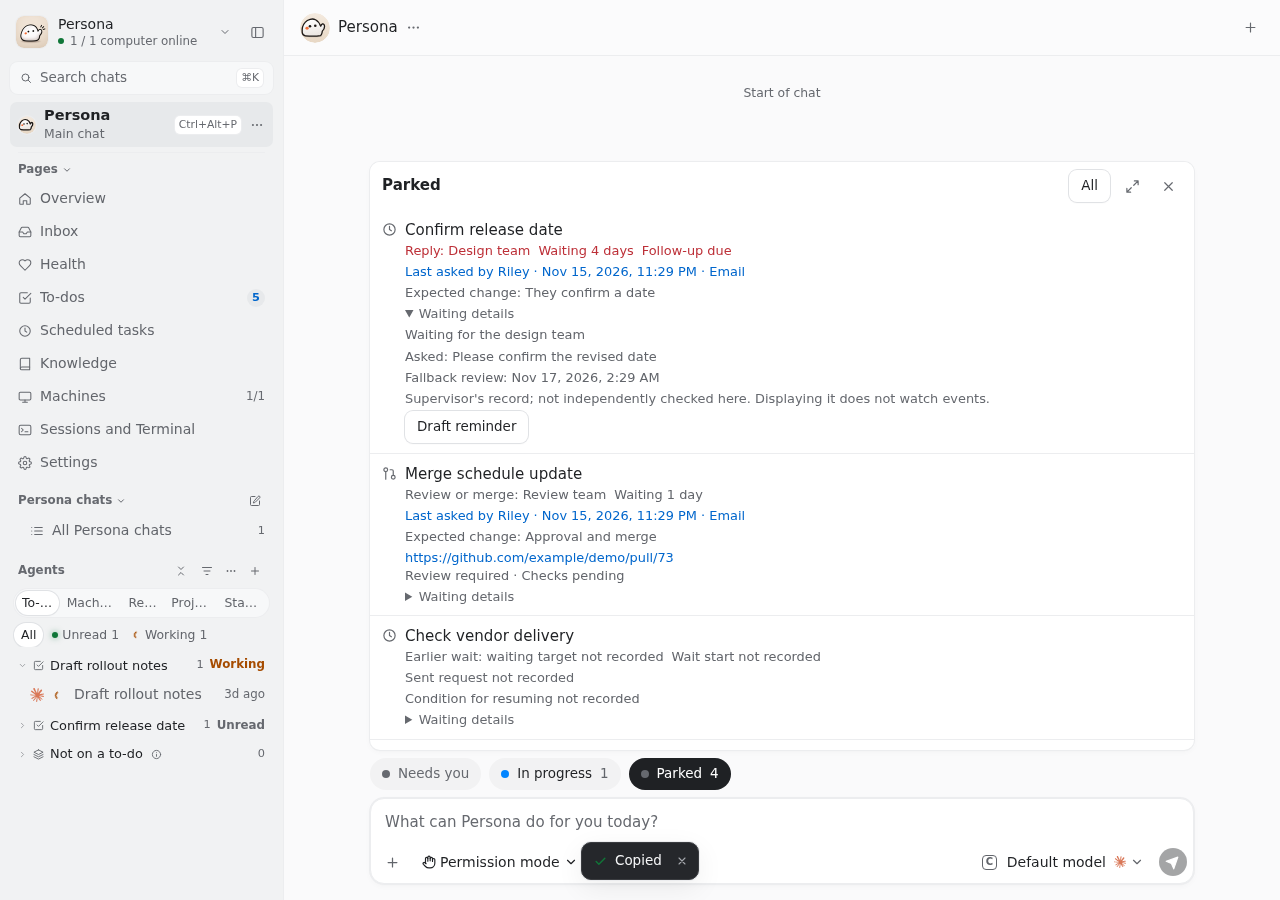 Persona
1 / 1 computer online
Search chats
⌘K
Persona
Main chat
Ctrl+Alt+P
Pages
Overview
Inbox
Health
To-dos
5
Scheduled tasks
Knowledge
Machines
1/1
Sessions and Terminal
Settings
Persona chats
All Persona chats
1
Agents
To-...
Mach...
Re...
Proj...
Sta...
All
Unread 1
Working 1
Draft rollout notes
1 Working
Draft rollout notes
3d ago
Confirm release date
1 Unread
Not on a to-do
0
Persona
Start of chat
Parked
All
Confirm release date
Reply: Design team Waiting 4 days Follow-up due
Last asked by Riley · Nov 15, 2026, 11:29 PM · Email
Expected change: They confirm a date
Waiting details
Waiting for the design team
Asked: Please confirm the revised date
Fallback review: Nov 17, 2026, 2:29 AM
Supervisor's record; not independently checked here. Displaying it does not watch events.
Draft reminder
Merge schedule update
Review or merge: Review team Waiting 1 day
Last asked by Riley · Nov 15, 2026, 11:29 PM · Email
Expected change: Approval and merge
https://github.com/example/demo/pull/73
Review required · Checks pending
Waiting details
Check vendor delivery
Earlier wait: waiting target not recorded Wait start not recorded
Sent request not recorded
Condition for resuming not recorded
Waiting details
Needs you
In progress 1
Parked 4
What can Persona do for you today?
Permission mode
Copied
C
Default model